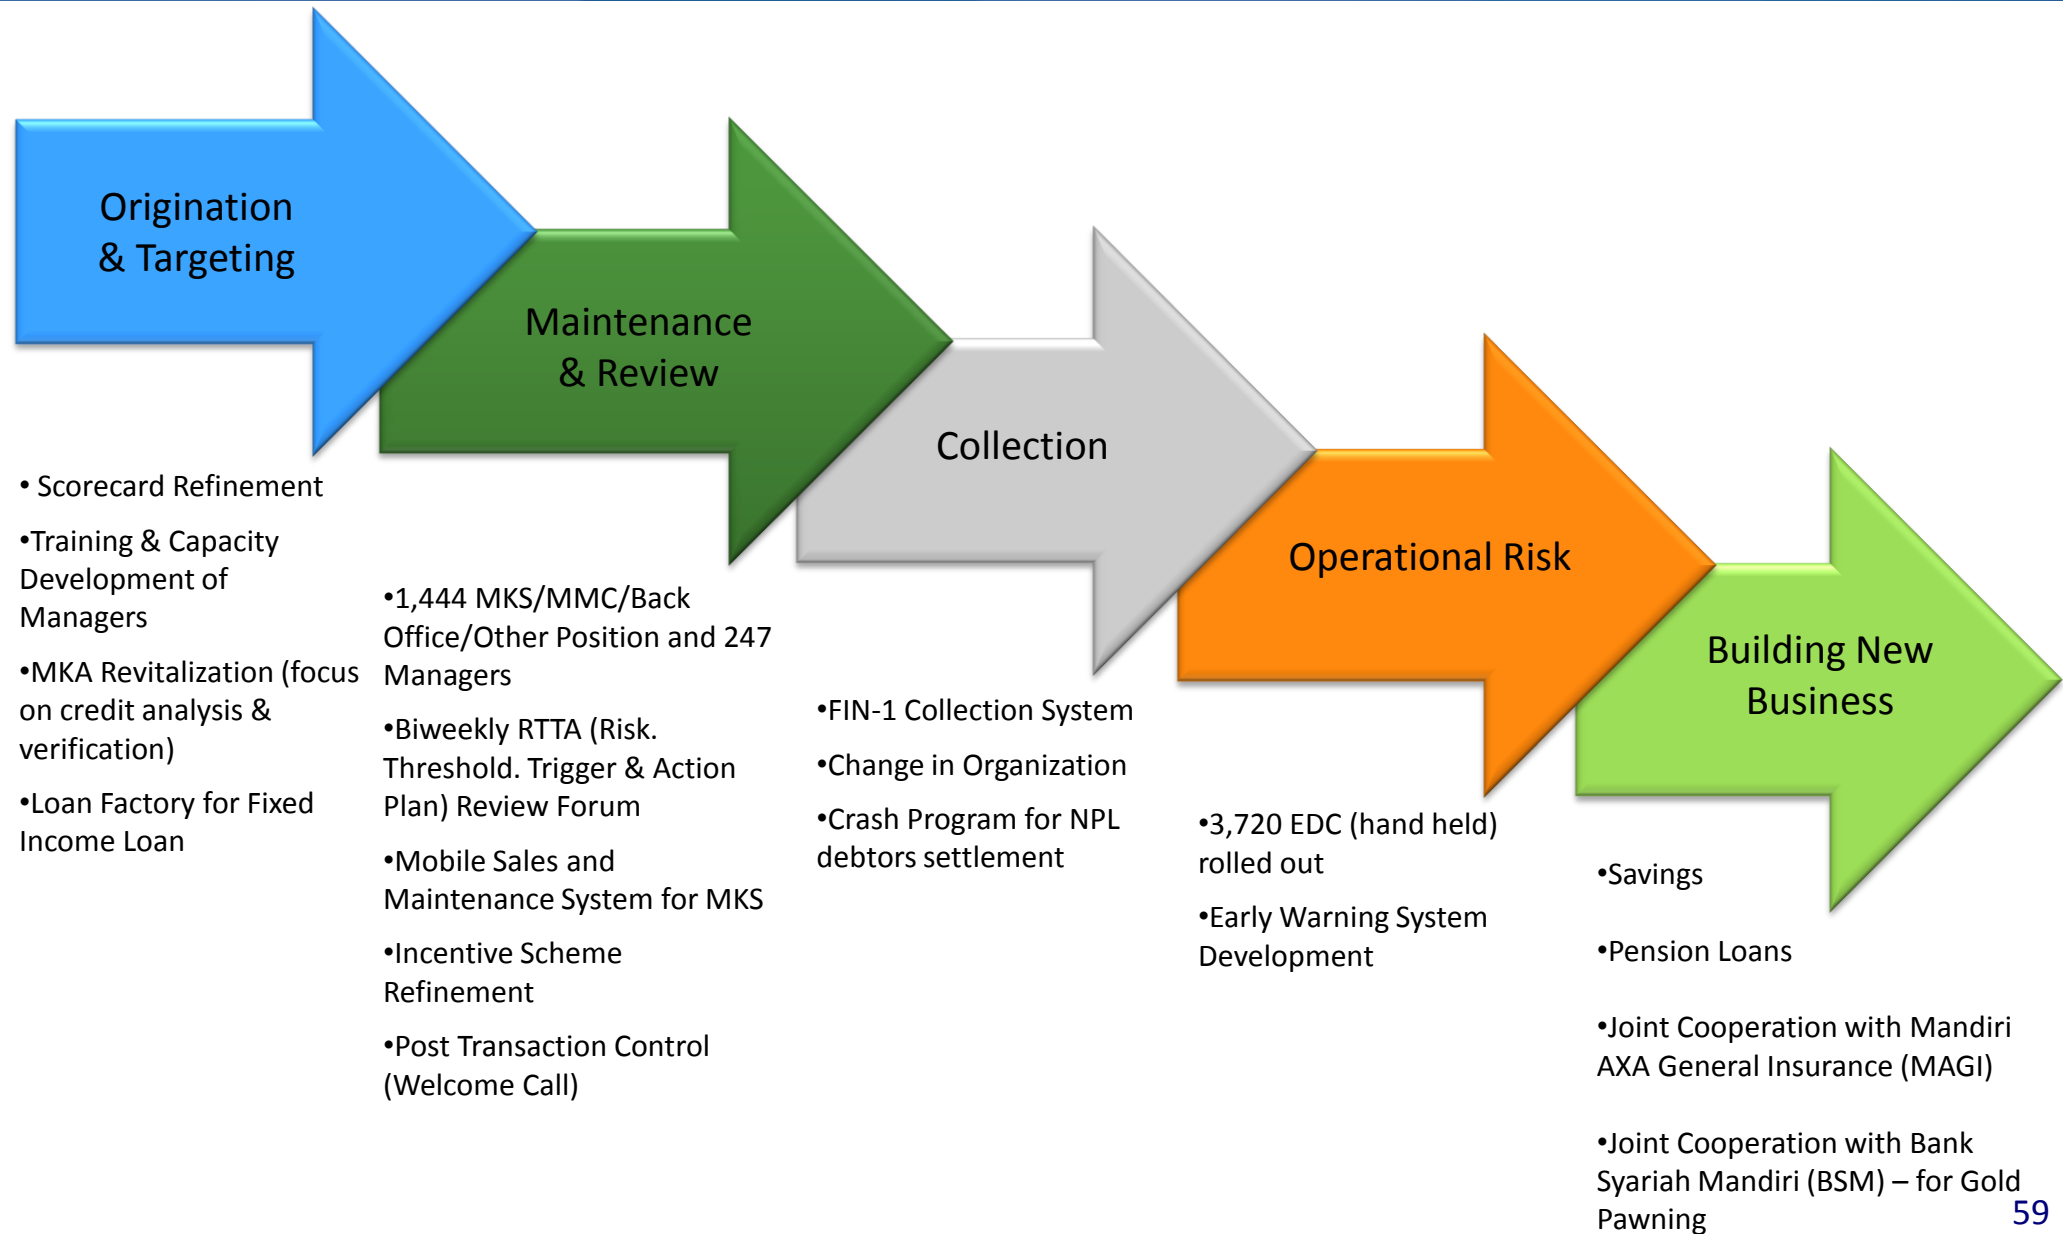 Origination
& Targeting
• Scorecard Refinement
•Training & Capacity
Development of
Managers
•MKA Revitalization (focus
on credit analysis &
verification)
•Loan Factory for Fixed
Income Loan
Maintenance
& Review
•1,444 MKS/MMC/Back
Office/Other Position and 247
Managers
•Biweekly RTTA (Risk.
Threshold. Trigger & Action
Plan) Review Forum
•Mobile Sales and
Maintenance System for MKS
•Incentive Scheme
Refinement
•Post Transaction Control
(Welcome Call)
Collection
•FIN-1 Collection System
•Change in Organization
•Crash Program for NPL
debtors settlement
Operational Risk
•3,720 EDC (hand held)
rolled out
•Early Warning System
Development
Building New
Business
•Savings
•Pension Loans
•Joint Cooperation with Mandiri
AXA General Insurance (MAGI)
•Joint Cooperation with Bank
Syariah Mandiri (BSM) – for Gold
Pawning
59